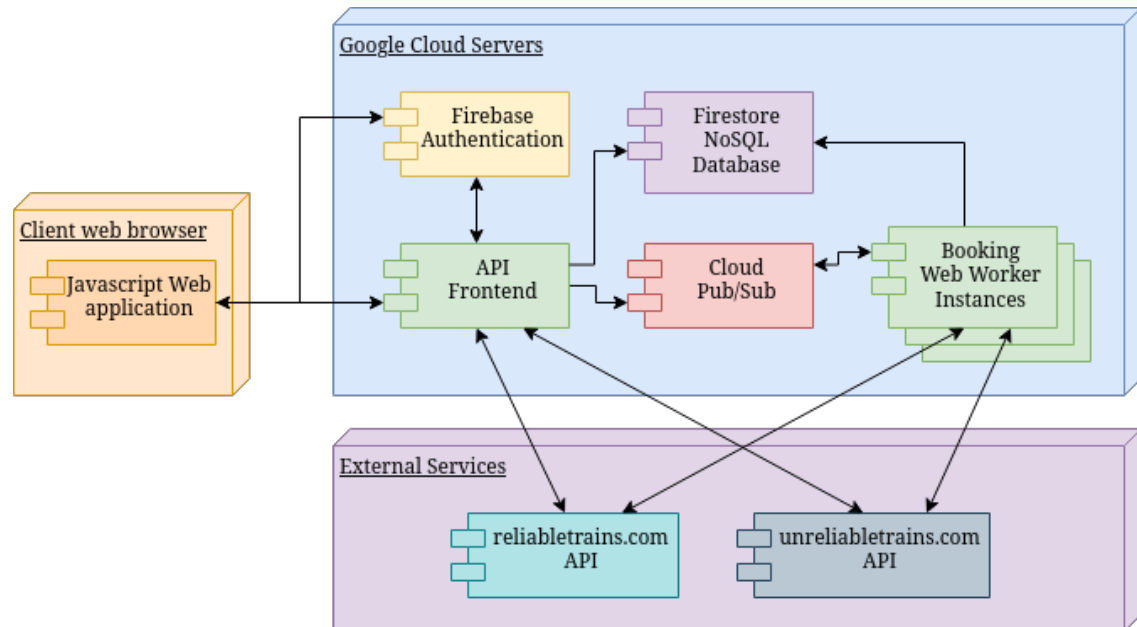 Google Cloud Servers
Firebase
Authentication
Firestore
NoSQL
Database
Client web browser
Javascript Web
application
API
Frontend
Cloud
Pub/Sub
Booking
Web Worker
Instances
External Services
reliabletrains.com
API
unreliabletrains.com
API